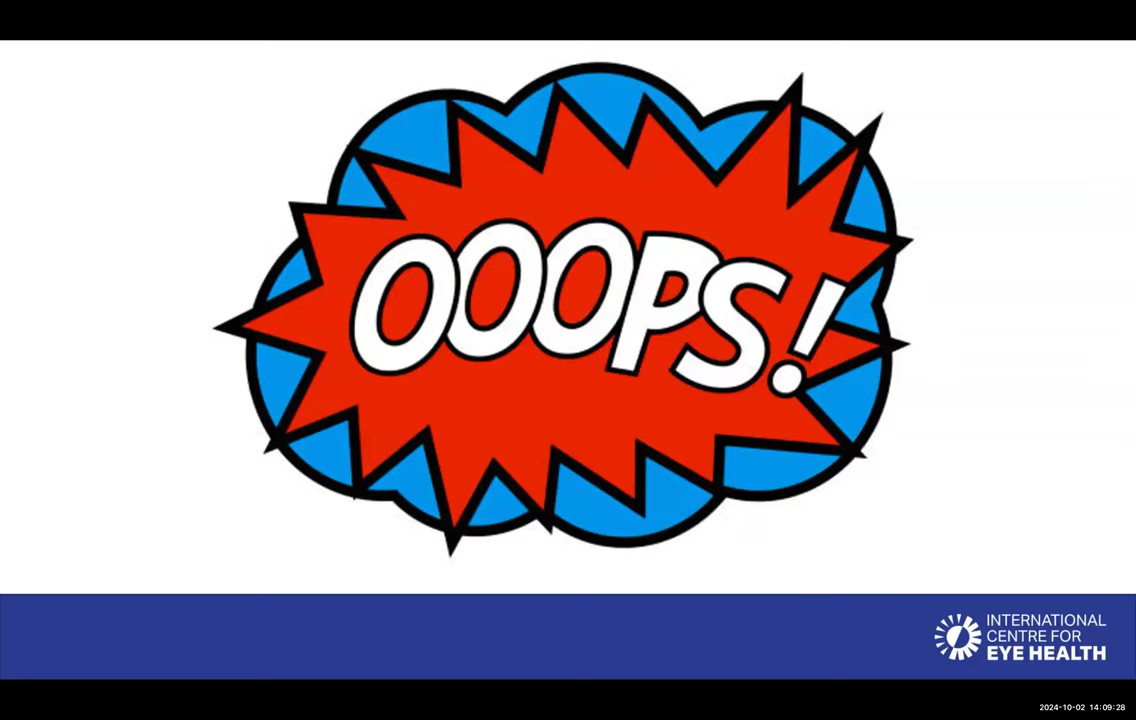 OOOPS!
INTERNATIONAL
CENTRE FOR
EYE HEALTH
2024-10-02 14:09:28